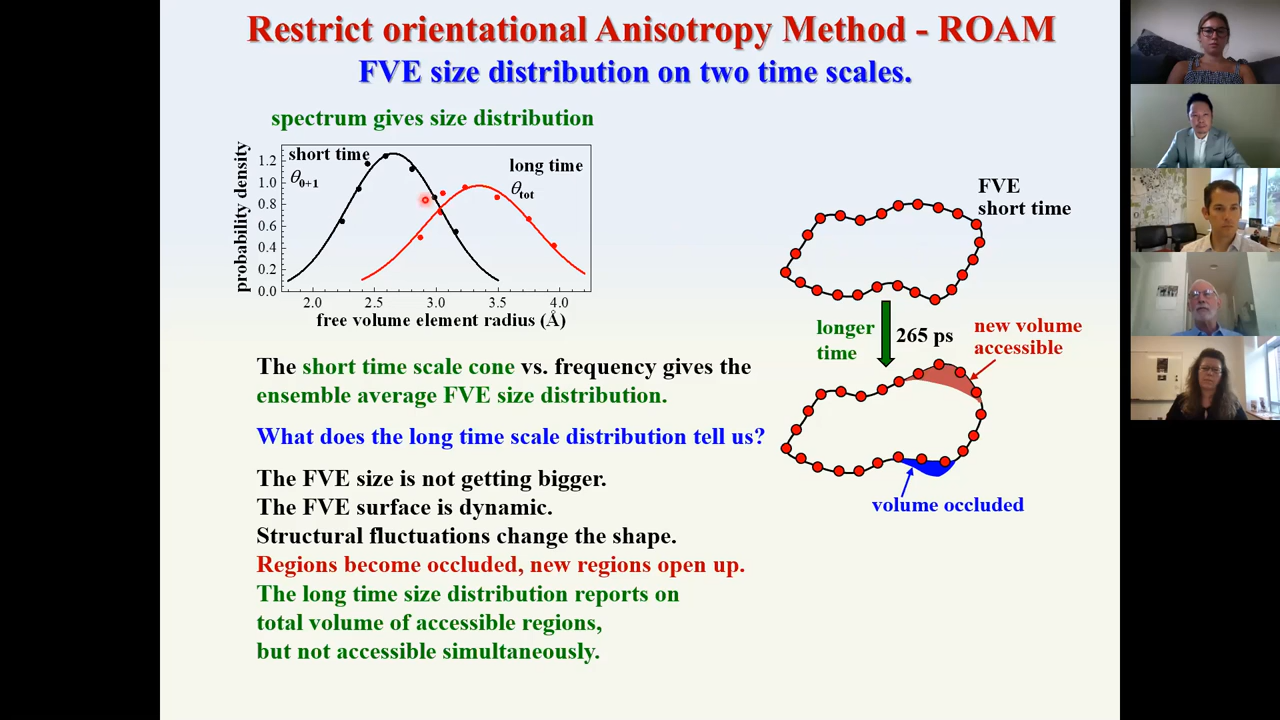 Restrict orientational Anisotropy Method - ROAM
FVE size distribution on two time scales.
spectrum gives size distribution
probability density
1.2
1.0
0.8
0.6
0.4
0.2
0.0
short time
θ0+1
long time
θtot
2.0 2.5 3.0 3.5 4.0
free volume element radius (Å)
The short time scale cone vs. frequency gives the
ensemble average FVE size distribution.
What does the long time scale distribution tell us?
The FVE size is not getting bigger.
The FVE surface is dynamic.
Structural fluctuations change the shape.
Regions become occluded, new regions open up.
The long time size distribution reports on
total volume of accessible regions,
but not accessible simultaneously.
FVE
short time
longer
time
265 ps
new volume
accessible
volume occluded